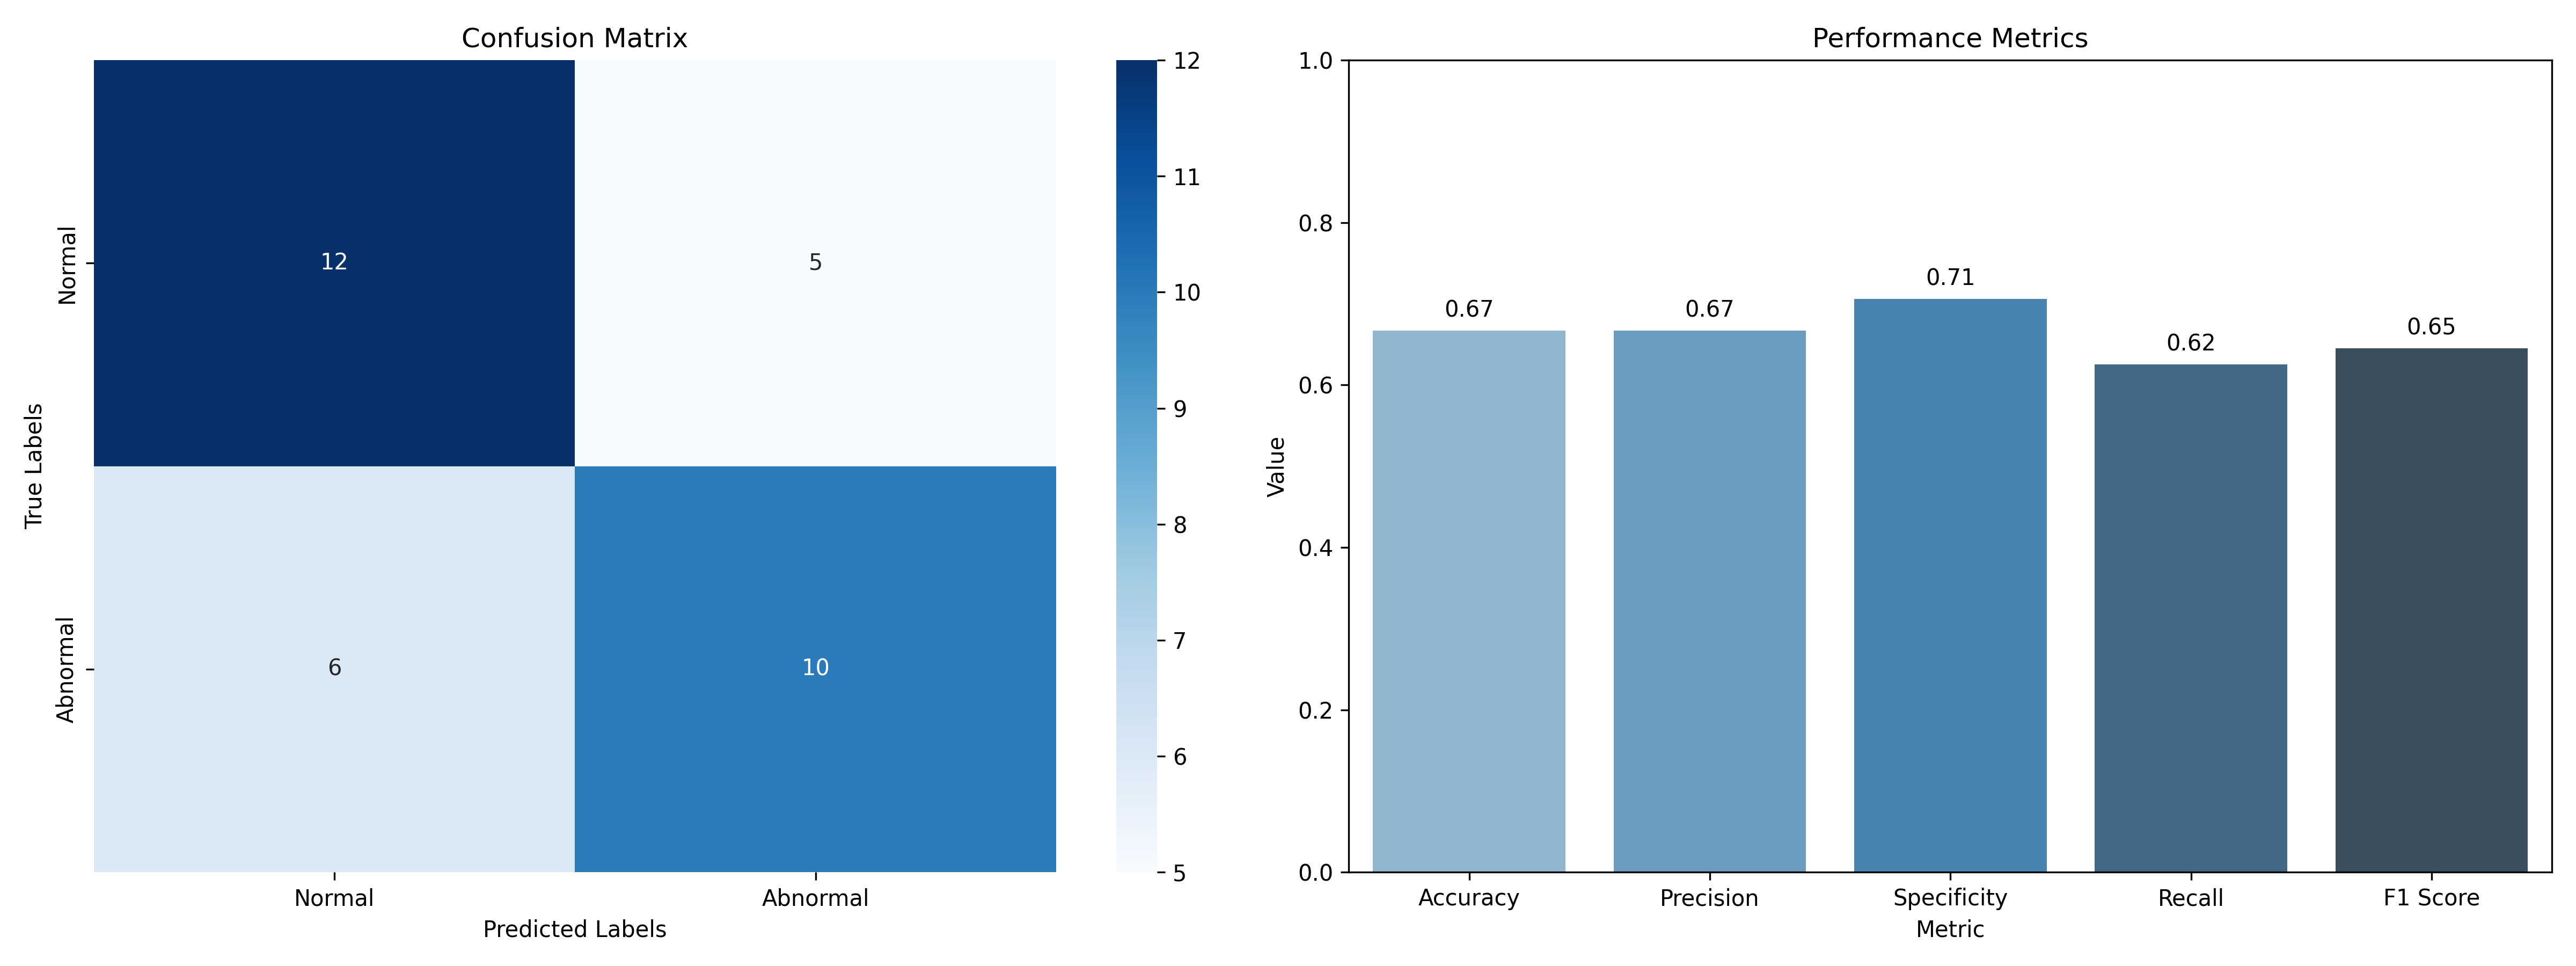 Confusion Matrix
True Labels
Normal
Abnormal
12
5
6
10
Normal
Abnormal
Predicted Labels
12
11
10
9
8
7
6
5
Performance Metrics
Value
1.0
0.8
0.6
0.4
0.2
0.0
0.67
0.67
0.71
0.62
0.65
Accuracy
Precision
Specificity
Recall
F1 Score
Metric